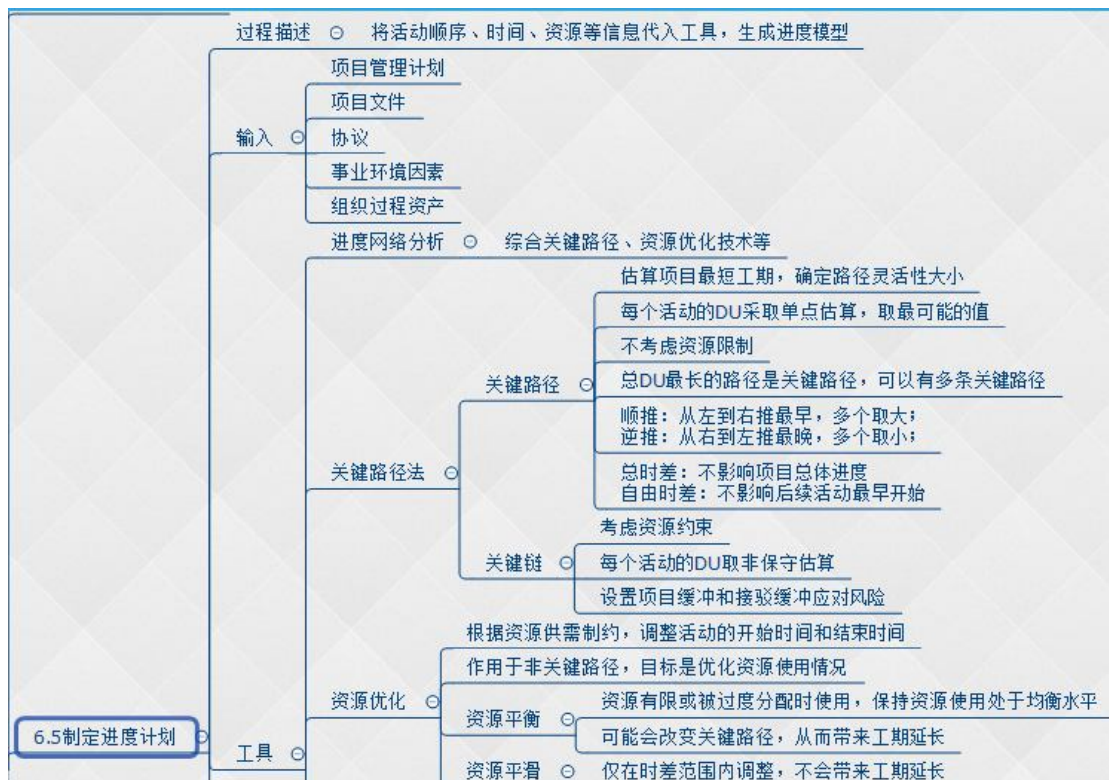 过程描述
将活动顺序、时间、资源等信息代入工具，生成进度模型
输入
项目管理计划
项目文件
协议
事业环境因素
组织过程资产
进度网络分析
综合关键路径、资源优化技术等
关键路径法
关键路径
估算项目最短工期，确定路径灵活性大小
每个活动的DU采取单点估算，取最可能的值
不考虑资源限制
总DU最长的路径是关键路径，可以有多条关键路径
顺推：从左到右推最早，多个取大；
逆推：从右到左推最晚，多个取小；
总时差：不影响项目总体进度
自由时差：不影响后续活动最早开始
关键链
考虑资源约束
每个活动的DU取非保守估算
设置项目缓冲和接驳缓冲应对风险
资源优化
根据资源供需制约，调整活动的开始时间和结束时间
作用于非关键路径，目标是优化资源使用情况
资源平衡
资源有限或被过度分配时使用，保持资源使用处于均衡水平
可能会改变关键路径，从而带来工期延长
6.5制定进度计划
工具
资源平滑
仅在时差范围内调整，不会带来工期延长